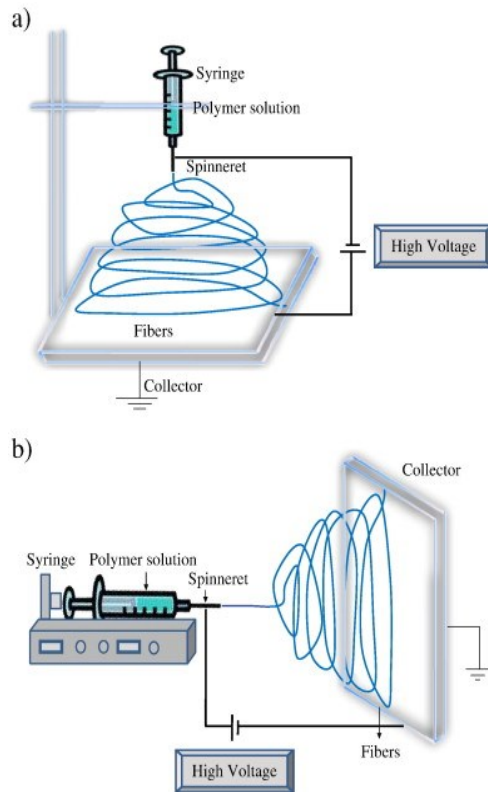 a)
Syringe
Polymer solution
Spinneret
High Voltage
Fibers
Collector
b)
Collector
Syringe
Polymer solution
Spinneret
Fibers
High Voltage